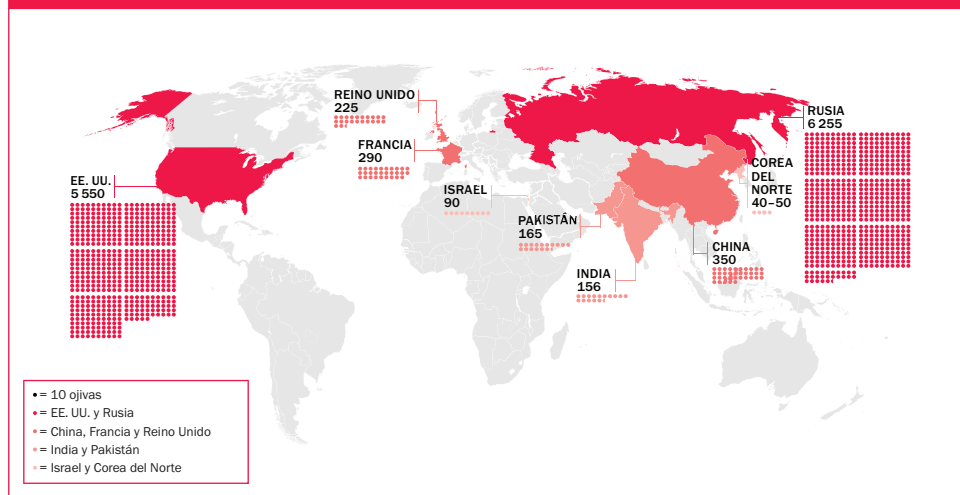 REINO UNIDO
225
FRANCIA
290
EE. UU.
5 550
ISRAEL
90
PAKISTÁN
165
INDIA
156
RUSIA
6 255
COREA
DEL
NORTE
40–50
CHINA
350
= 10 ojivas
= EE. UU. y Rusia
= China, Francia y Reino Unido
= India y Pakistán
= Israel y Corea del Norte